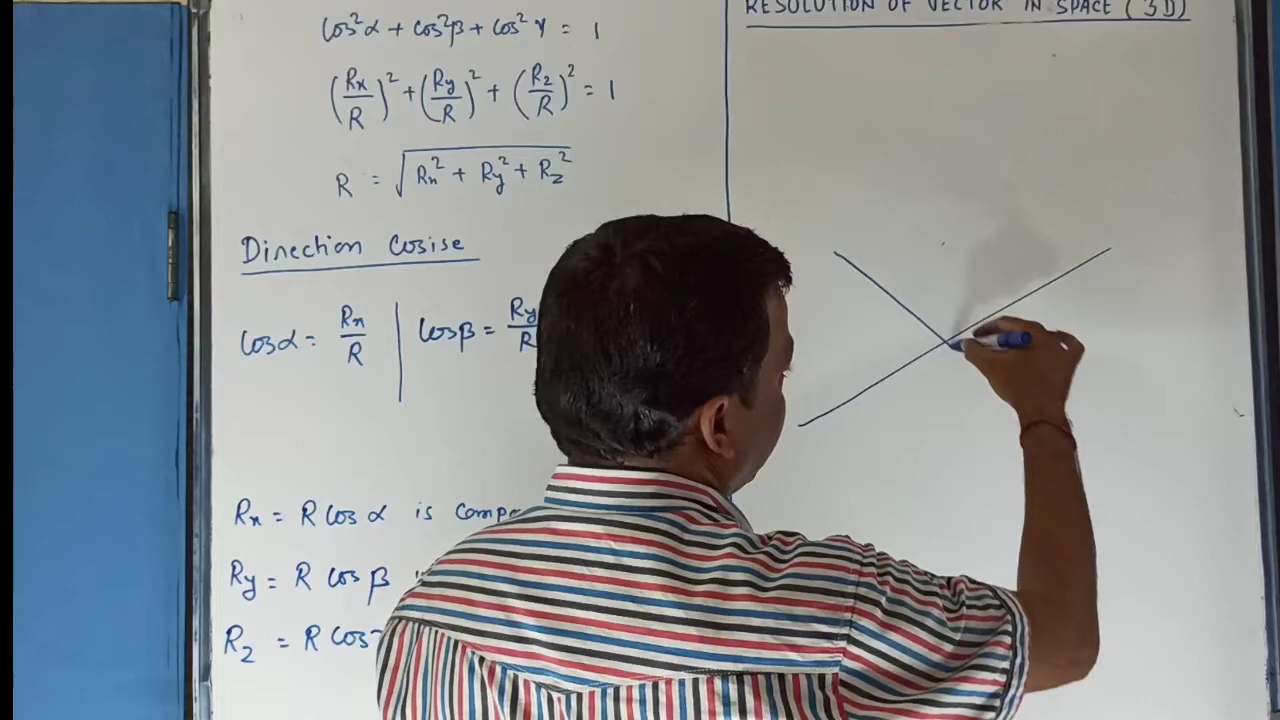 cos²α + cos²β + cos²γ = 1
(Rx/R)² + (Ry/R)² + (Rz/R)² = 1
R = √(Rx² + Ry² + Rz²)
Direction Cosise
cosα = Rx/R | cosβ = Ry/R
Rx = R cos α is
Ry = R cos β
Rz = R cos
RESOLUTION OF VECTOR IN SPACE (3D)